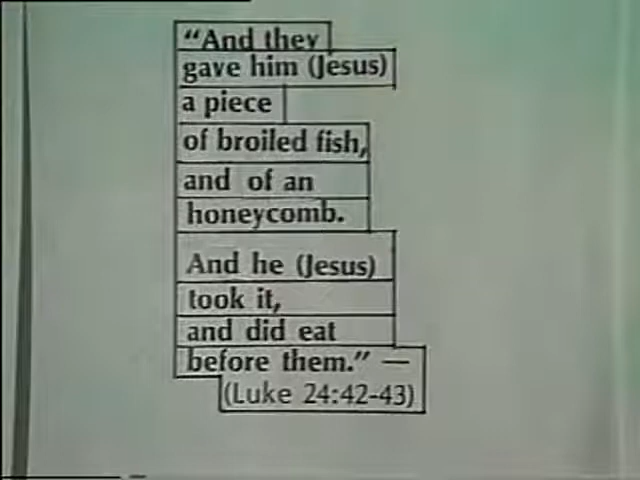 “And they
gave him (Jesus)
a piece
of broiled fish,
and of an
honeycomb.
And he (Jesus)
took it,
and did eat
before them.” —
(Luke 24:42-43)